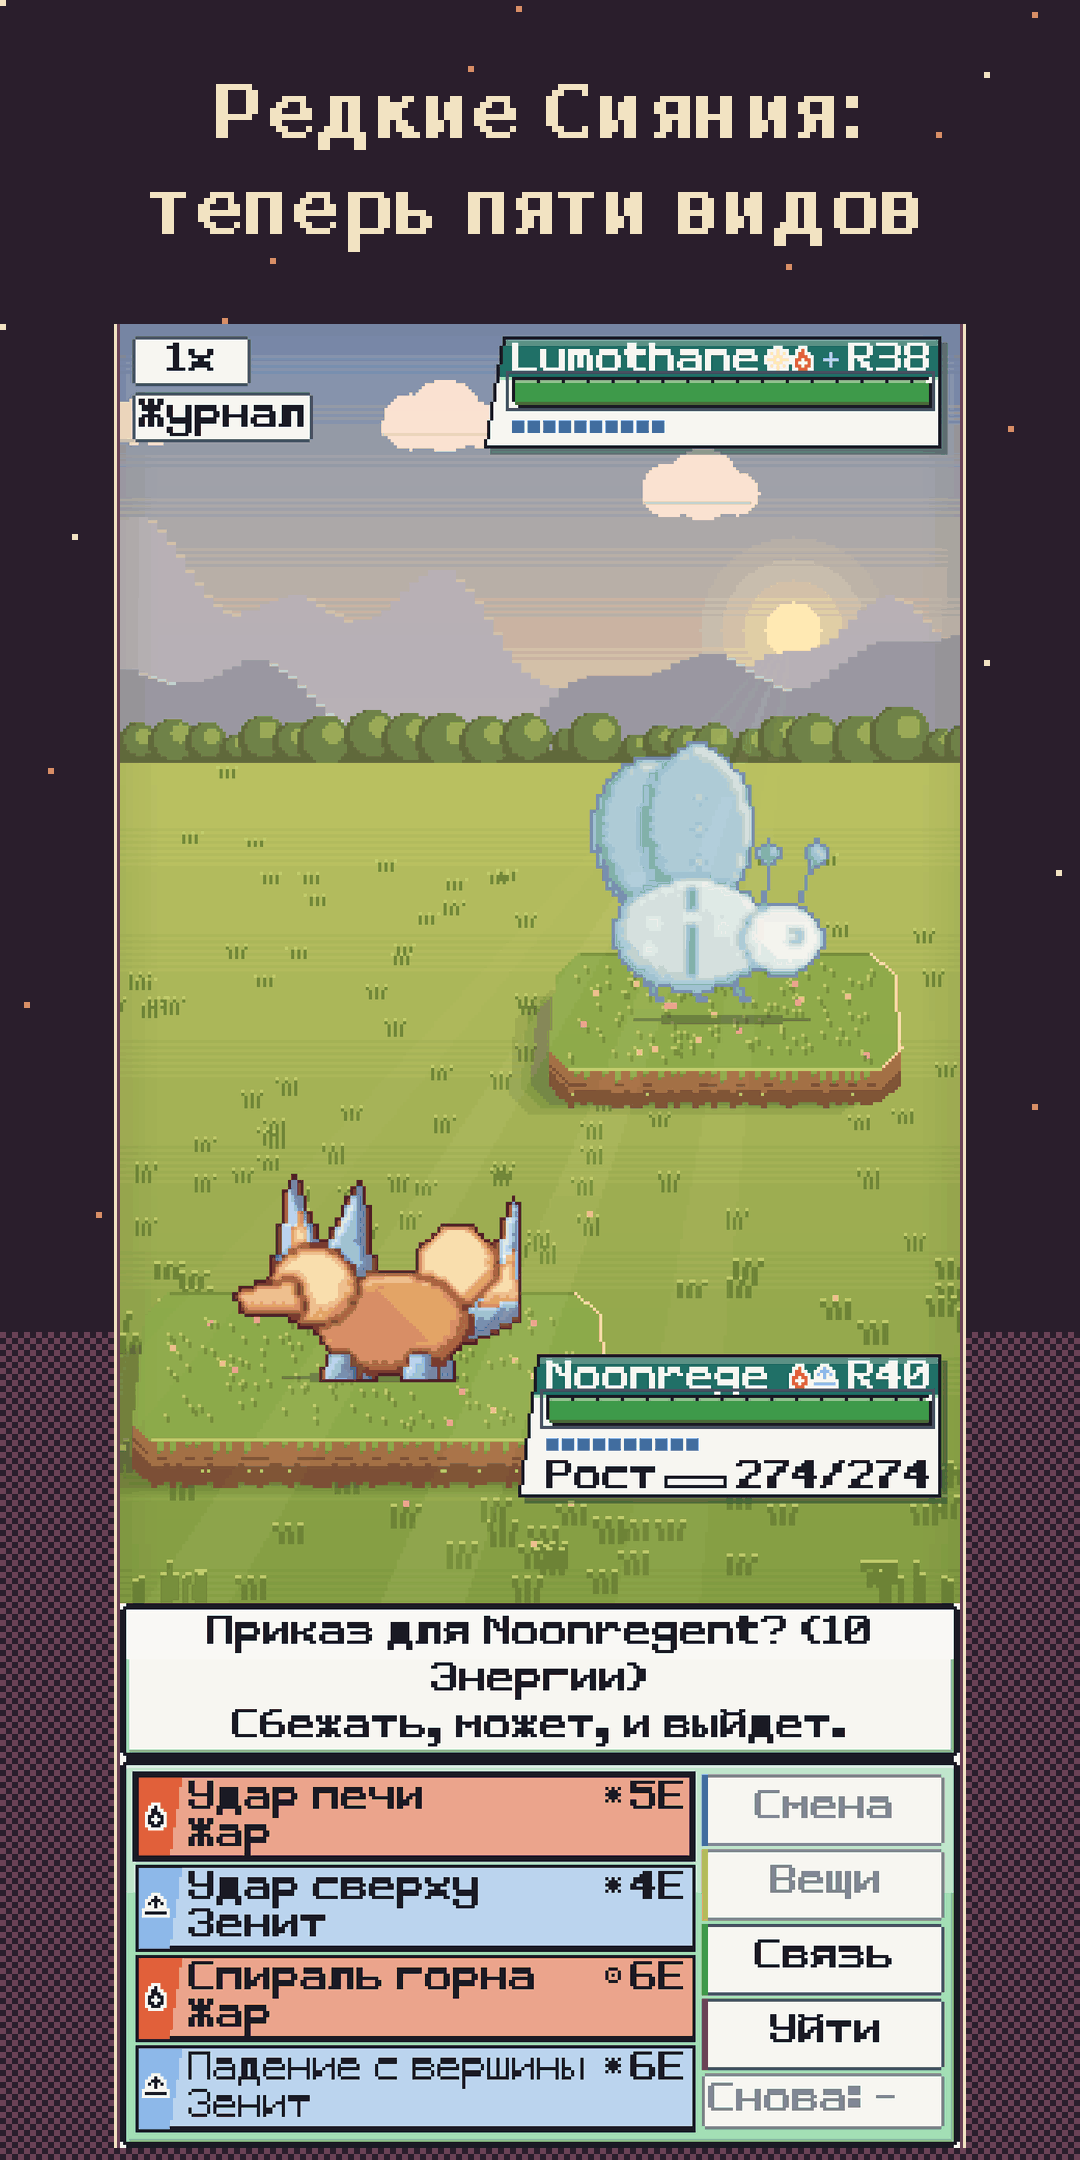 Редкие Сияния:
теперь пяти видов
1x
Журнал
Lumothane + R38
Noonrege R40
Рост 274/274
Приказ для Noonregent? (10
Энергии)
Сбежать, может, и выйдет.
Удар печи *5E
Жар
Удар сверху *4E
Зенит
Спираль горна 6E
Жар
Падение с вершины *6E
Зенит
Смена
Вещи
Связь
Уйти
Снова: -